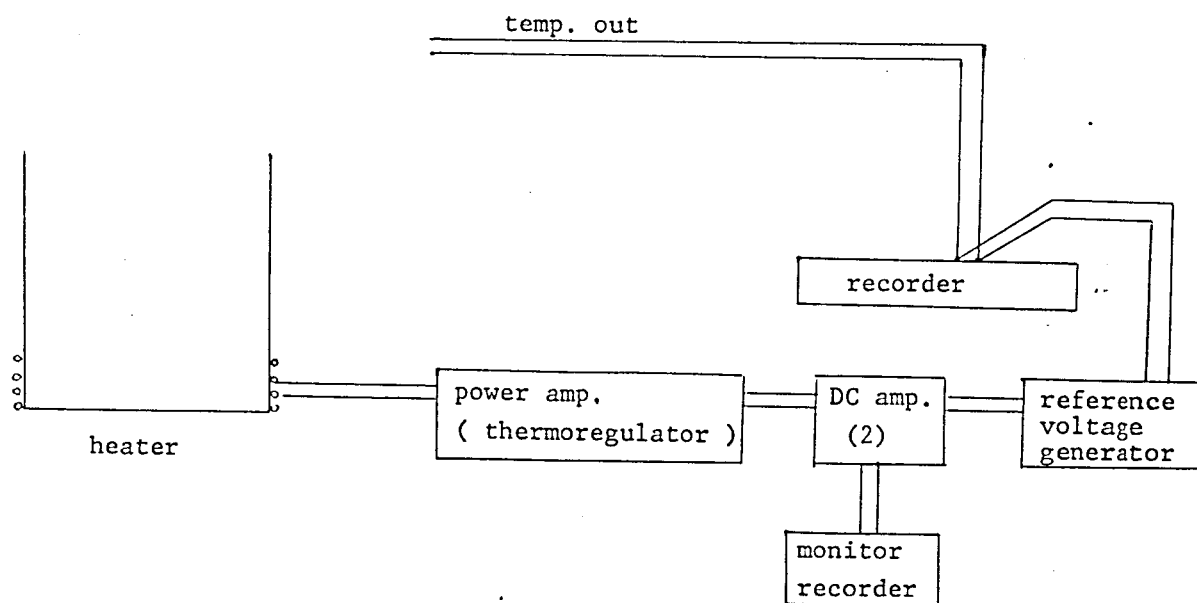 temp. out
recorder
power amp.
( thermoregulator )
DC amp.
(2)
reference
voltage
generator
heater
monitor
recorder